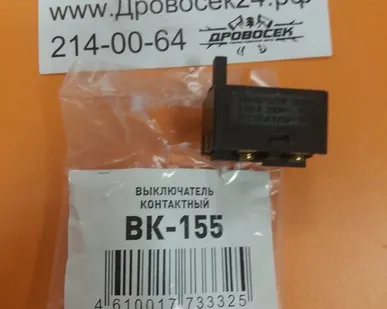 www.Дровосек24.рф
214-00-64
ДРОВОСЕК
ВЫКЛЮЧАТЕЛЬ
КОНТАКТНЫЙ
ВК-155
4 610017 733325